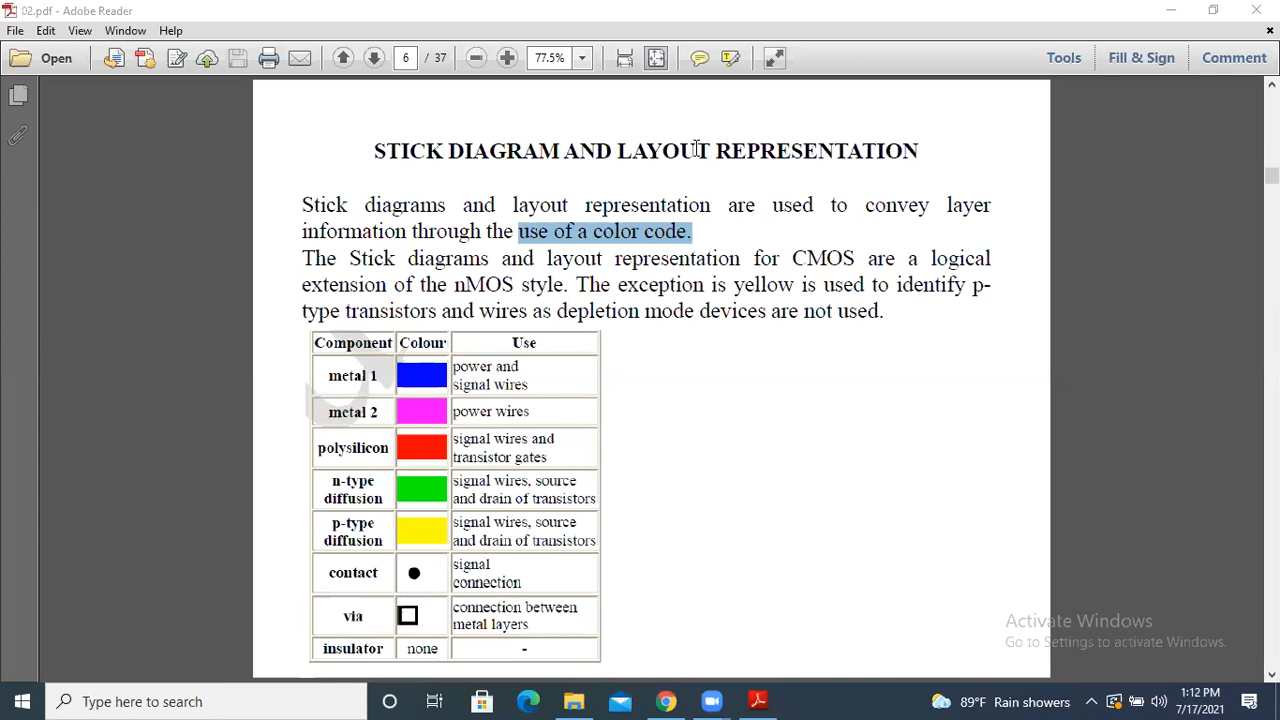 02.pdf - Adobe Reader
File Edit View Window Help
Open 6 / 37 77.5% Tools Fill & Sign Comment
STICK DIAGRAM AND LAYOUT REPRESENTATION
Stick diagrams and layout representation are used to convey layer
information through the use of a color code.
The Stick diagrams and layout representation for CMOS are a logical
extension of the nMOS style. The exception is yellow is used to identify p-
type transistors and wires as depletion mode devices are not used.
Component Colour Use
metal 1 power and
signal wires
metal 2 power wires
polysilicon signal wires and
transistor gates
n-type diffusion signal wires, source
and drain of transistors
p-type diffusion signal wires, source
and drain of transistors
contact signal
connection
via connection between
metal layers
insulator none -
Activate Windows
Go to Settings to activate Windows.
Type here to search 89°F Rain showers 1:12 PM
7/17/2021